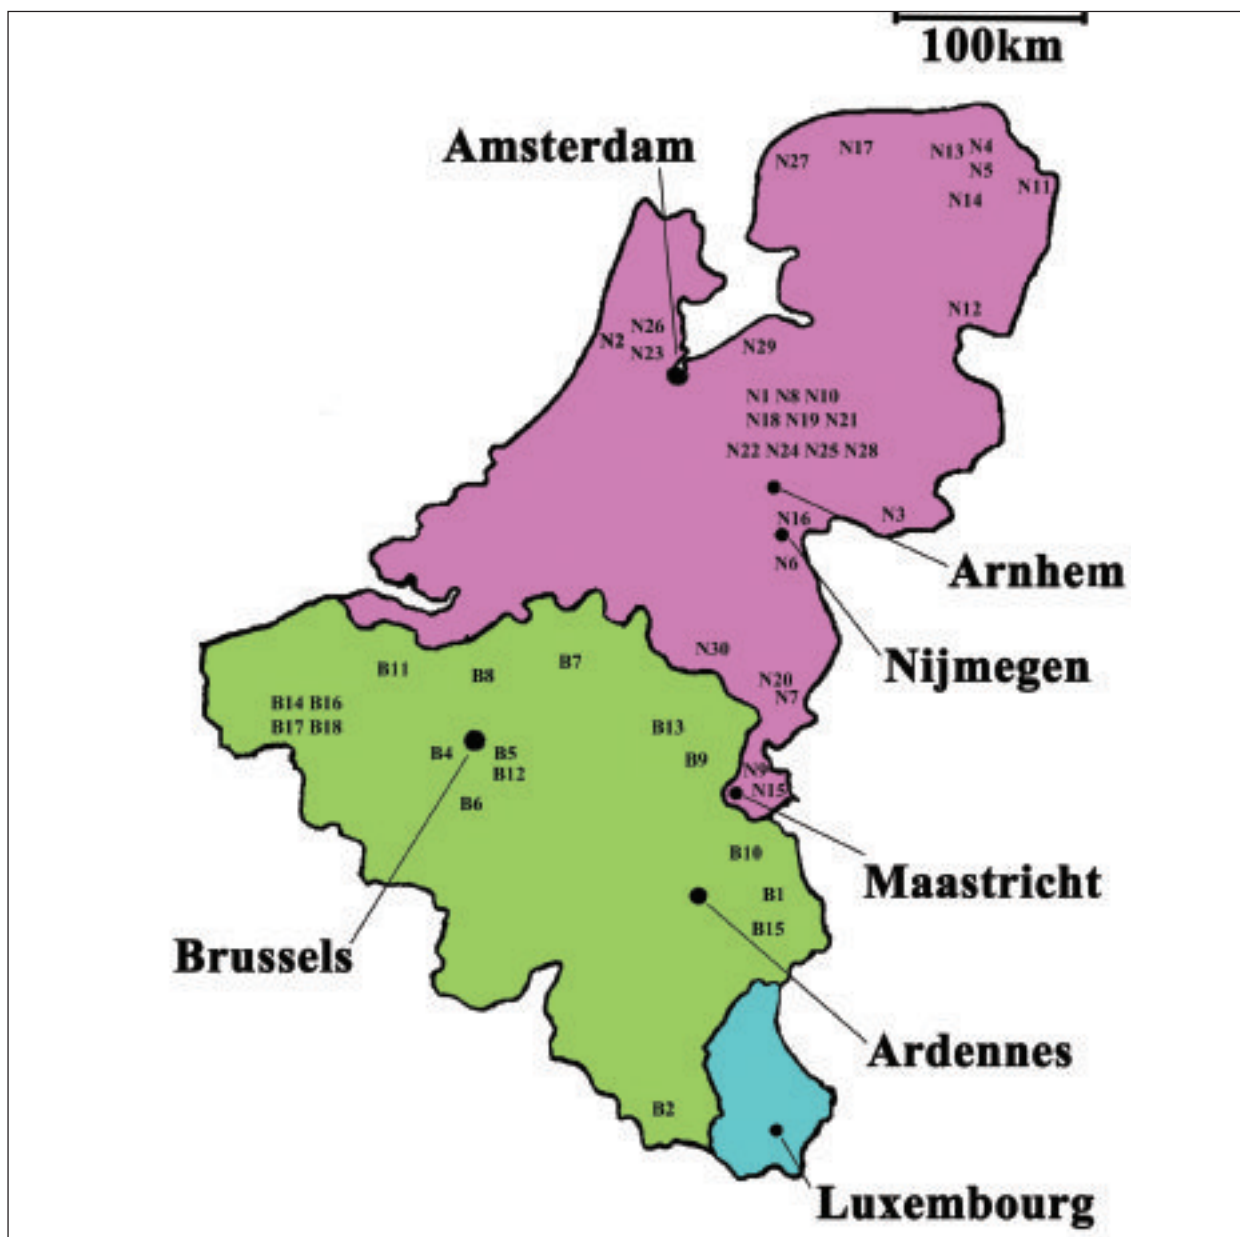 100km
Amsterdam
N27 N17 N13 N4
N5
N11
N14
N12
N26
N2
N23
N29
N1 N8 N10
N18 N19 N21
N22 N24 N25 N28
N16
N3
N6
Arnhem
Nijmegen
N30
N20
N7
B11
B8
B7
B14 B16
B17 B18
B13
B4
B5
B9
B12
N9
N15
B6
B10
Maastricht
B1
B15
Brussels
Ardennes
B2
Luxembourg